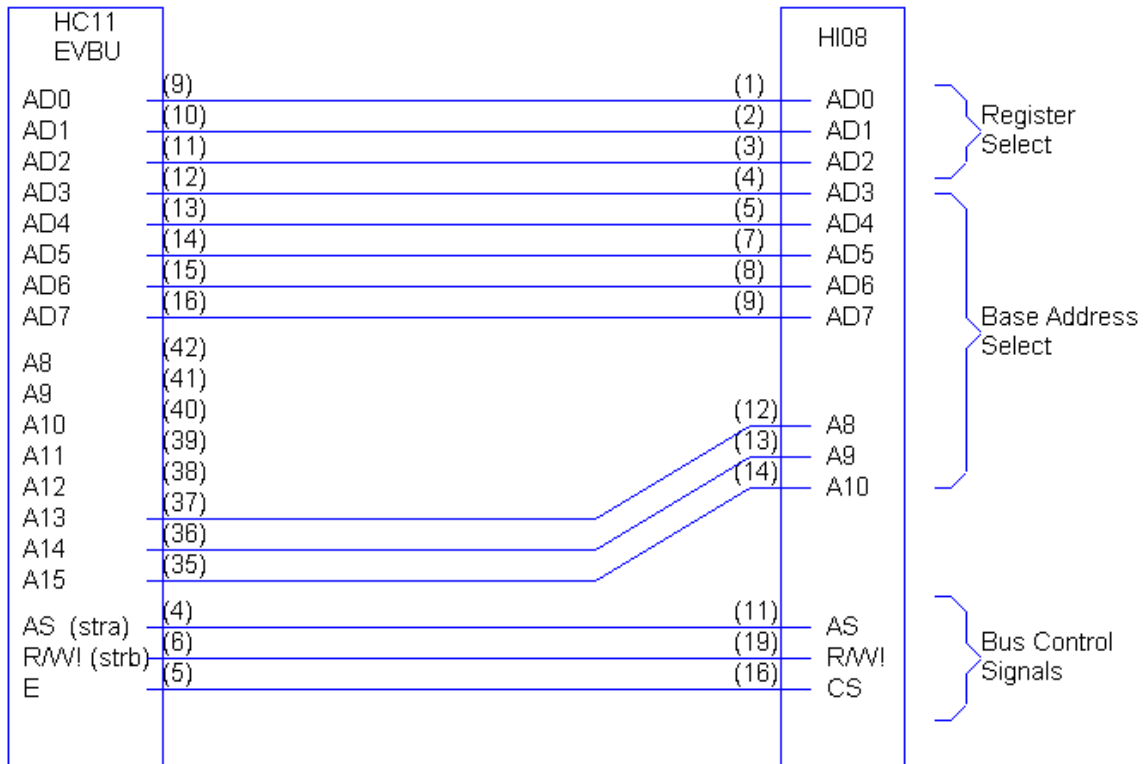 HC11
EVBU
HI08
AD0 (9) (1) AD0
AD1 (10) (2) AD1
AD2 (11) (3) AD2
AD3 (12) (4) AD3
AD4 (13) (5) AD4
AD5 (14) (7) AD5
AD6 (15) (8) AD6
AD7 (16) (9) AD7
Register
Select
A8 (42)
A9 (41)
A10 (40) (12) A8
A11 (39) (13) A9
A12 (38) (14) A10
A13 (37)
A14 (36)
A15 (35)
Base Address
Select
AS (stra) (4) (11) AS
R/W! (strb) (6) (19) R/W!
E (5) (16) CS
Bus Control
Signals